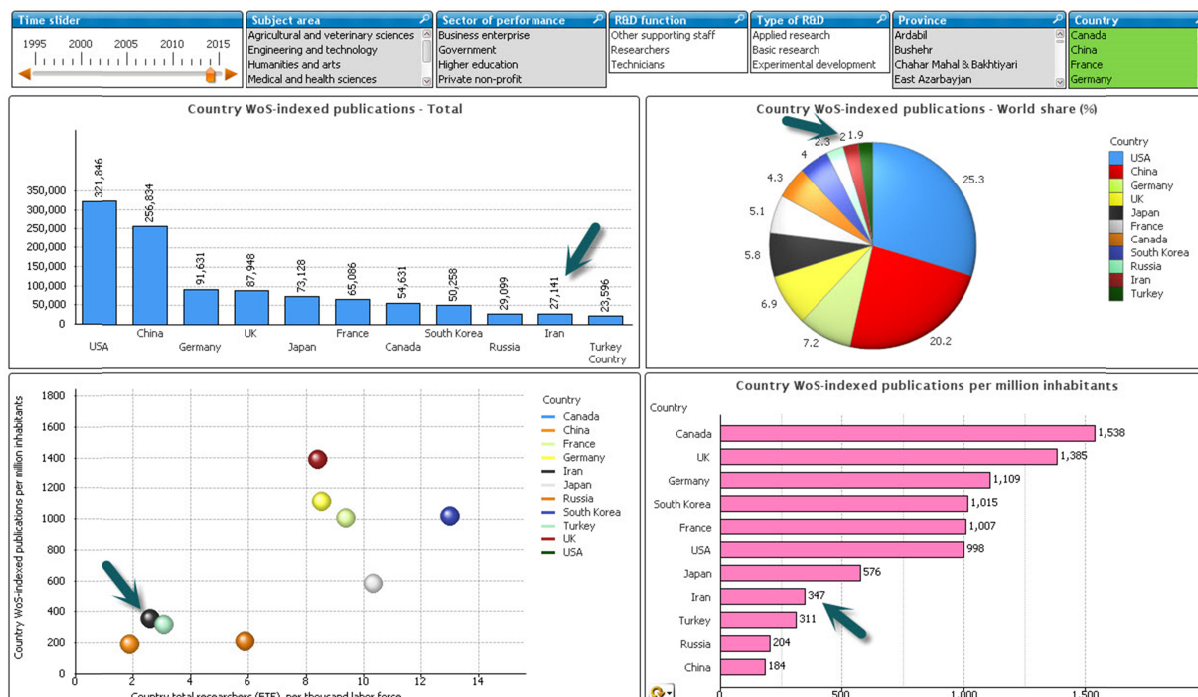 Time slider
1995 2000 2005 2010 2015
Subject area
Agricultural and veterinary sciences
Engineering and technology
Humanities and arts
Medical and health sciences
Sector of performance
Business enterprise
Government
Higher education
Private non-profit
R&D function
Other supporting staff
Researchers
Technicians
Type of R&D
Applied research
Basic research
Experimental development
Province
Ardabil
Bushehr
Chahar Mahal & Bakhtiyari
East Azarbayjan
Country
Canada
China
France
Germany
Country WoS-indexed publications - Total
350,000
300,000
250,000
200,000
150,000
100,000
50,000
0
321,846
256,834
91,631
87,948
73,128
65,086
54,631
50,258
29,099
27,141
23,596
China UK France South Korea Iran
USA Germany Japan Canada Russia Turkey
Country
Country WoS-indexed publications - World share (%)
25.3
20.2
7.2
6.9
5.8
5.1
4.3
4
2.3
2
1.9
Country
USA
China
Germany
UK
Japan
France
Canada
South Korea
Russia
Iran
Turkey
Country WoS-indexed publications per million inhabitants
1800
1600
1400
1200
1000
800
600
400
200
0
0 2 4 6 8 10 12 14
Country total researchers (FTE), per thousand labor force
Country
Canada
China
France
Germany
Iran
Japan
Russia
South Korea
Turkey
UK
USA
Country WoS-indexed publications per million inhabitants
Country
Canada 1,538
UK 1,385
Germany 1,109
South Korea 1,015
France 1,007
USA 998
Japan 576
Iran 347
Turkey 311
Russia 204
China 184
0 500 1,000 1,500